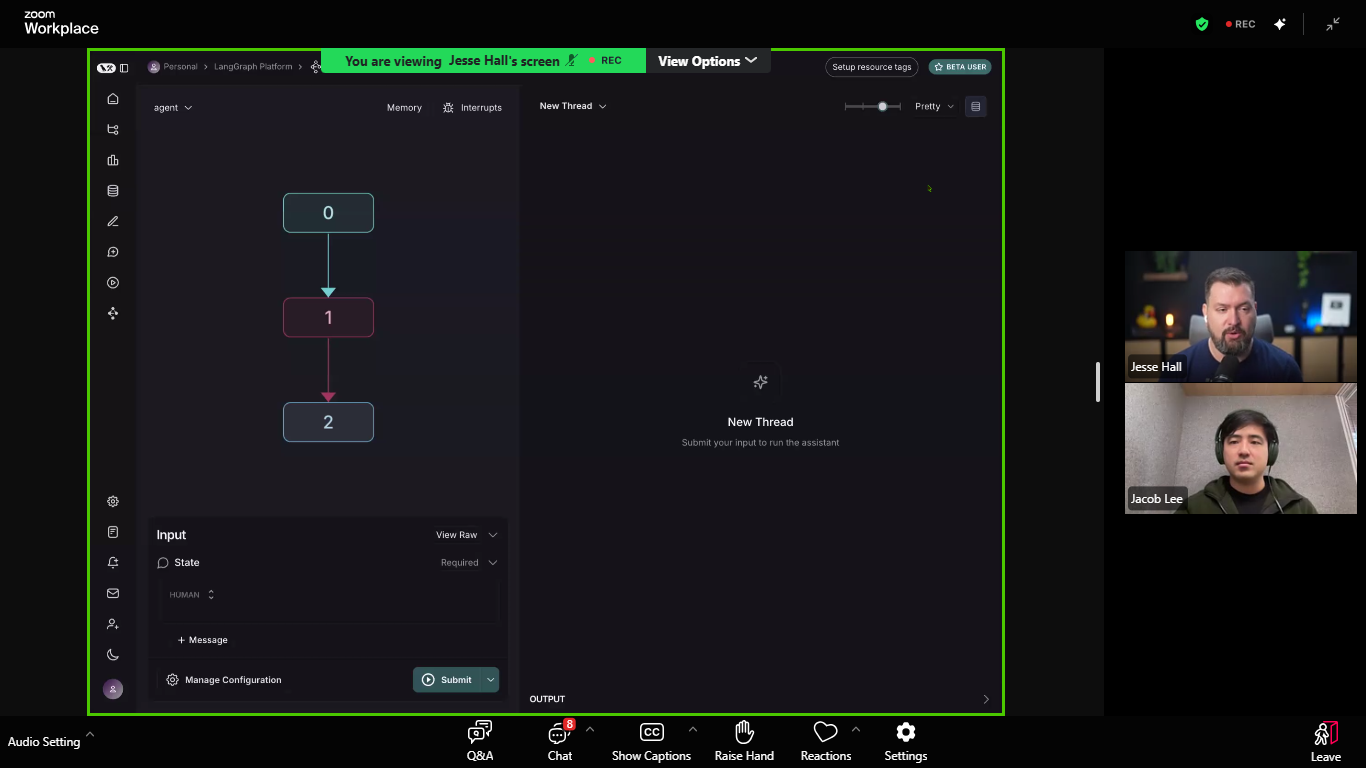 zoom
Workplace
REC
You are viewing Jesse Hall's screen REC View Options
Personal > LangGraph Platform >
Setup resource tags
BETA USER
agent
Memory
Interrupts
New Thread
Pretty
0
1
2
New Thread
Submit your input to run the assistant
Input
View Raw
State
Required
HUMAN
+ Message
Manage Configuration
Submit
OUTPUT
Jesse Hall
Jacob Lee
Audio Setting
Q&A
8
Chat
CC
Show Captions
Raise Hand
Reactions
Settings
Leave